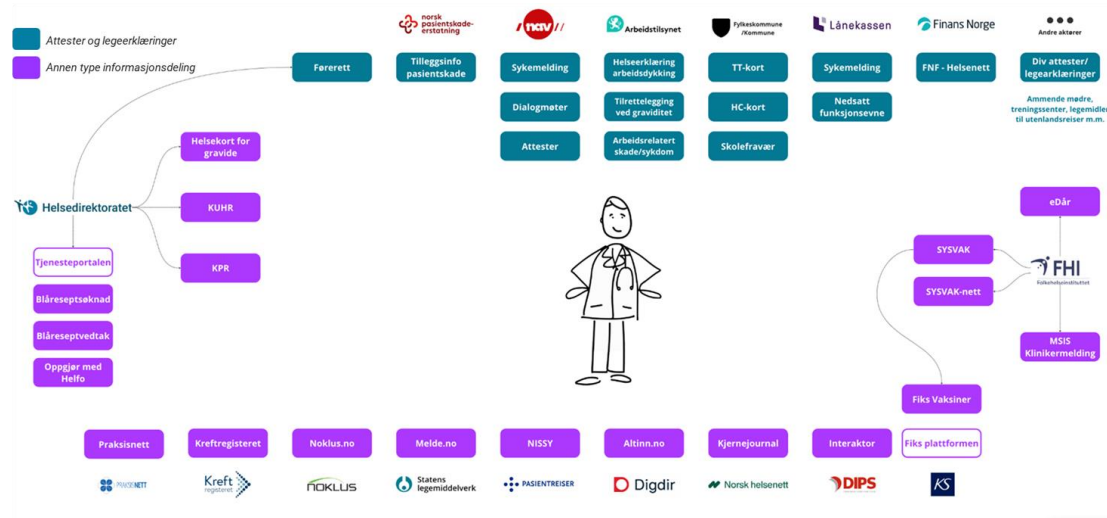 Attester og legeerklæringer
Annen type informasjonsdeling
norsk
pasientskade-
erstatning
nav
Arbeidstilsynet
Fylkeskommune
/Kommune
Lånekassen
Finans Norge
Andre aktører
Førerett
Tilleggsinfo
pasientskade
Sykemelding
Helseerklæring
arbeidsdykking
TT-kort
Sykemelding
FNF - Helsenett
Div attester/
legearklæringer
Dialogmøter
Tilrettelegging
ved graviditet
HC-kort
Nedsatt
funksjonsevne
Ammende mødre,
treningssenter, legemidler
til utenlandsreiser m.m.
Attester
Arbeidsrelatert
skade/sykdom
Skolefravær
Helsekort for
gravide
Helsedirektoratet
KUHR
KPR
Tjenesteportalen
Blåreseptsøknad
Blåreseptvedtak
Oppgjør med
Helfo
eDår
SYSVAK
SYSVAK-nett
FHI
Folkehelseinstituttet
MSIS
Klinikermelding
Fiks Vaksiner
Praksisnett
Kreftregisteret
Noklus.no
Melde.no
NISSY
Altinn.no
Kjernejournal
Interaktor
Fiks plattformen
PRAKSISNETT
Kreft
registeret
NOKLUS
Statens
legemiddelverk
PASIENTREISER
Digdir
Norsk helsenett
DIPS
KS